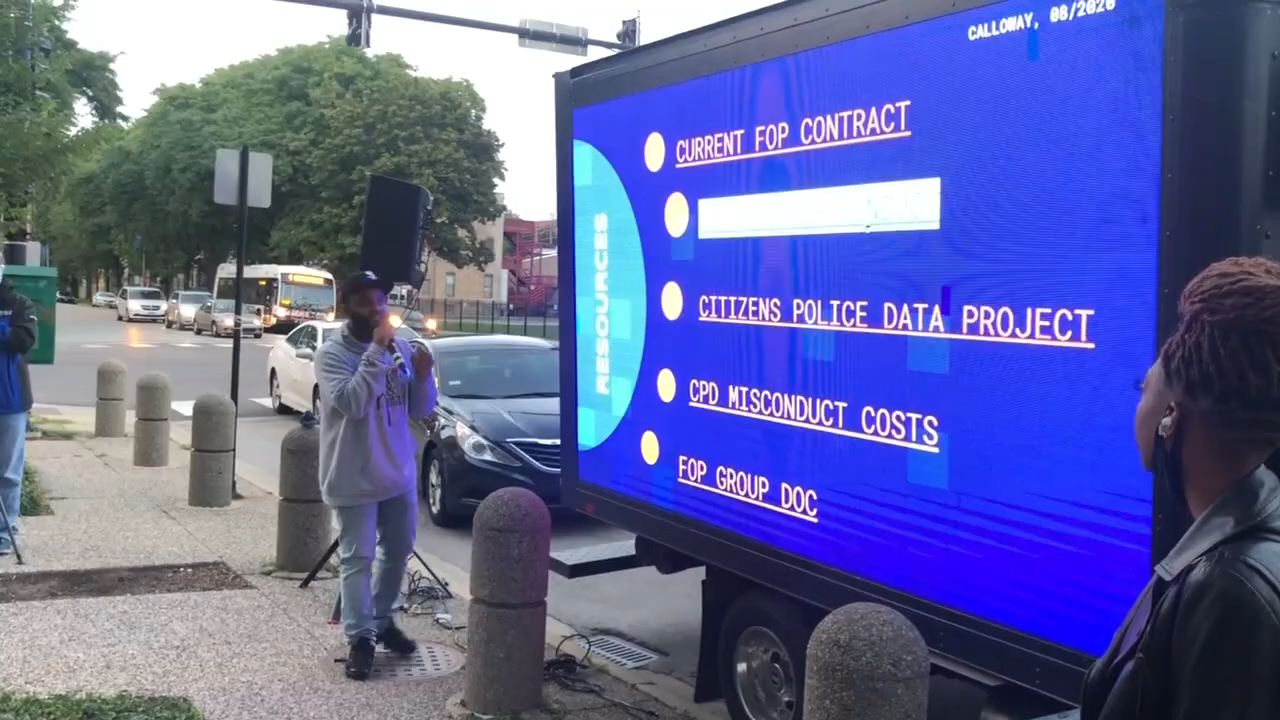 CALLOWAY, 08/2020
CURRENT FOP CONTRACT
RESOURCES
CITIZENS POLICE DATA PROJECT
CPD MISCONDUCT COSTS
FOP GROUP DOC